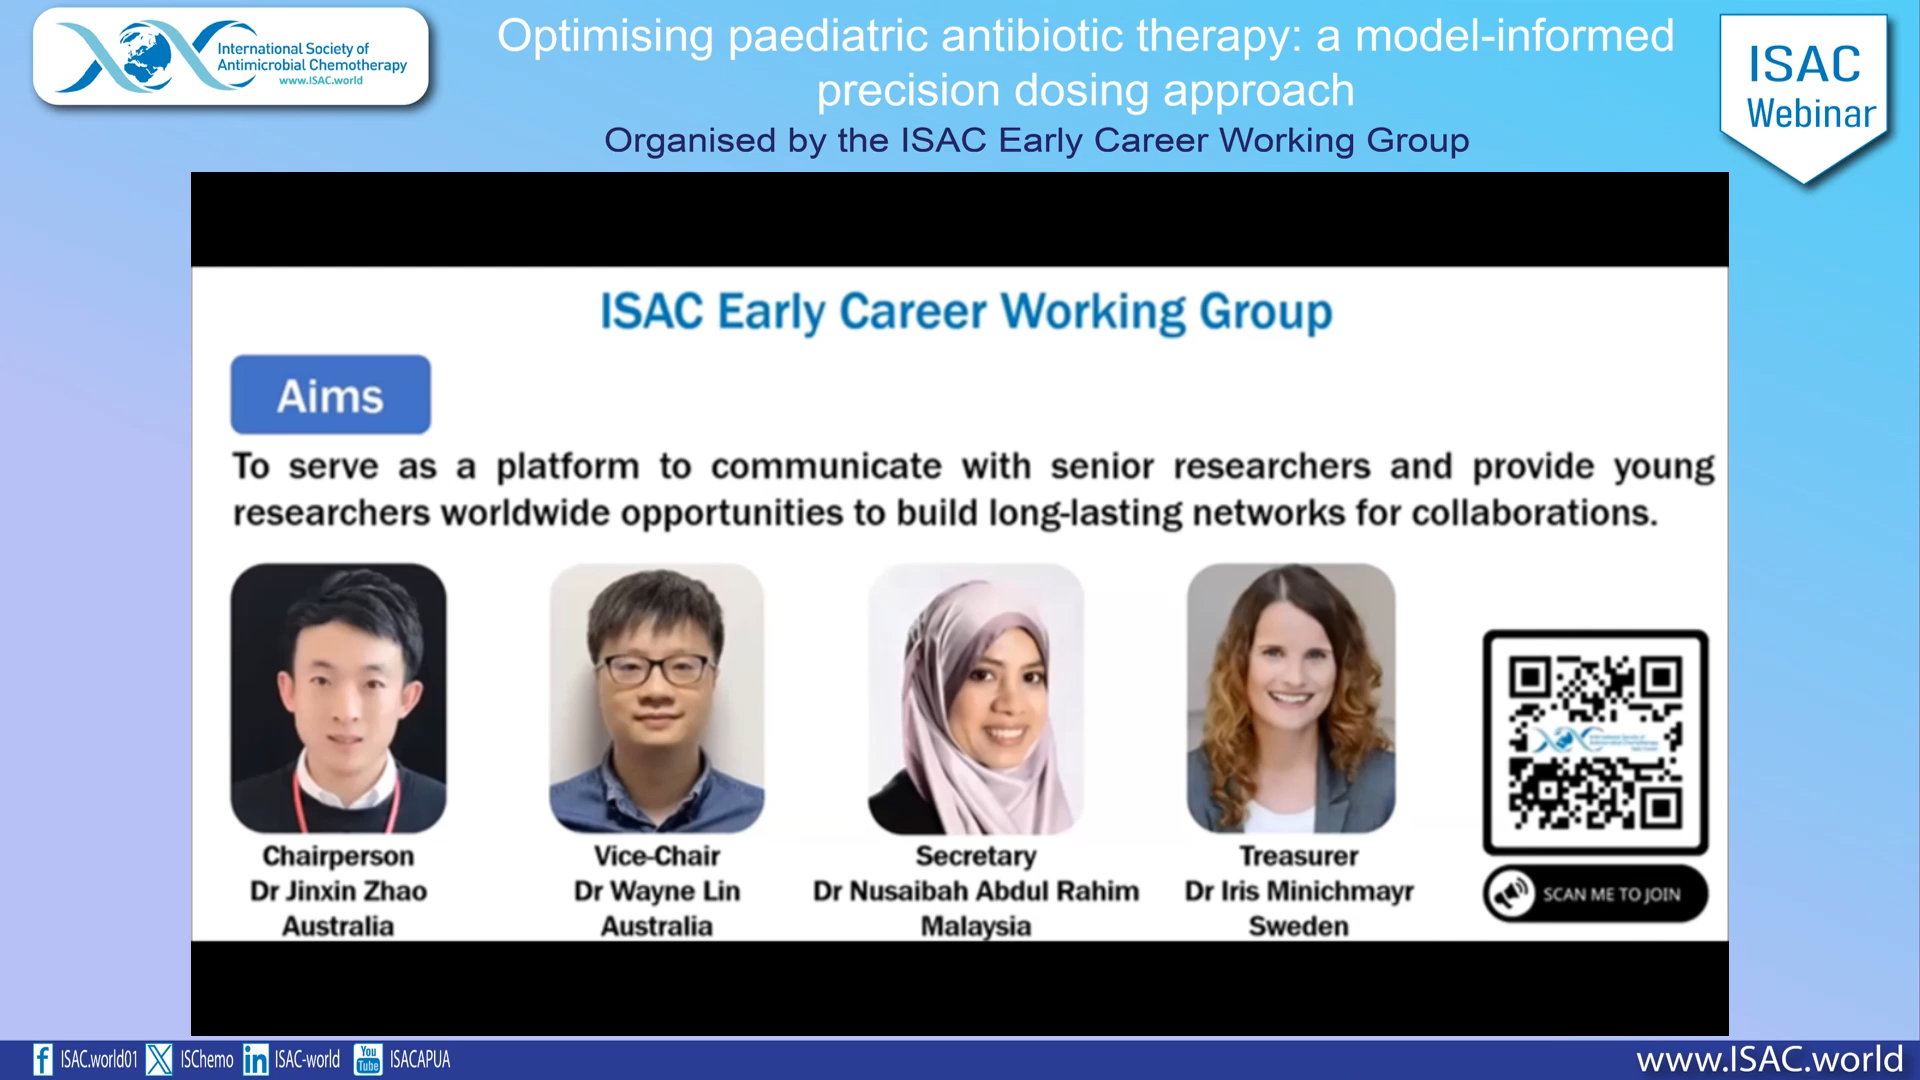 International Society of
Antimicrobial Chemotherapy
www.ISAC.world
Optimising paediatric antibiotic therapy: a model-informed
precision dosing approach
Organised by the ISAC Early Career Working Group
ISAC
Webinar
ISAC Early Career Working Group
Aims
To serve as a platform to communicate with senior researchers and provide young
researchers worldwide opportunities to build long-lasting networks for collaborations.
Chairperson
Dr Jinxin Zhao
Australia
Vice-Chair
Dr Wayne Lin
Australia
Secretary
Dr Nusaibah Abdul Rahim
Malaysia
Treasurer
Dr Iris Minichmayr
Sweden
SCAN ME TO JOIN
ISAC.world01
ISChemo
ISAC-world
You
Tube
ISACAPUA
www.ISAC.world